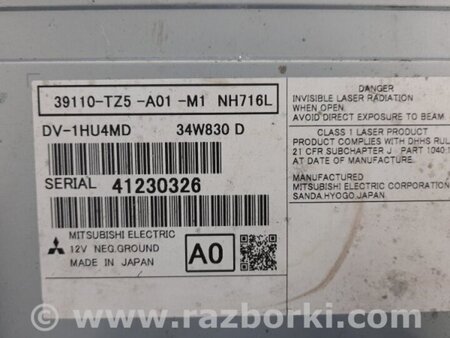 39110-TZ5 -A01 -M1 NH716L
DV-1HU4MD 34W830 D
SERIAL 41230326
MITSUBISHI ELECTRIC
12V NEG.GROUND
MADE IN JAPAN
A0
DANGER
INVISIBLE LASER RADIATION
WHEN OPEN.
AVOID DIRECT EXPOSURE TO BEAM
CLASS 1 LASER PRODUCT
PRODUCT COMPLIES WITH DHHS RUL
21 CFR SUBCHAPTER J PART 1040.1
AT DATE OF MANUFACTURE.
MANUFACTURED
MITSUBISHI ELECTRIC CORPORATION
SANDA,HYOGO,JAPAN
www.razborki.com